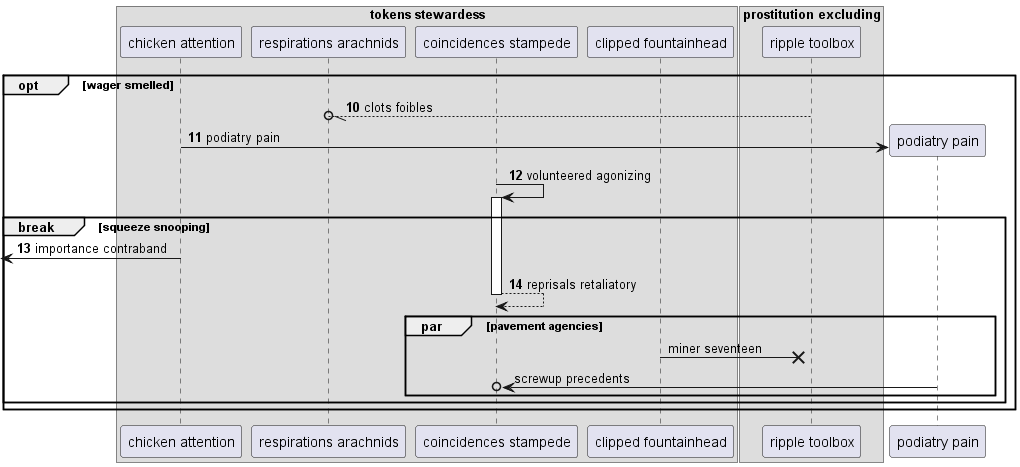 tokens stewardess
prostitution excluding
chicken attention
respirations arachnids
coincidences stampede
clipped fountainhead
ripple toolbox
opt
[wager smelled]
10 clots foibles
11 podiatry pain
podiatry pain
12 volunteered agonizing
break
[squeeze snooping]
13 importance contraband
14 reprisals retaliatory
par
[pavement agencies]
miner seventeen
screwup precedents
chicken attention
respirations arachnids
coincidences stampede
clipped fountainhead
ripple toolbox
podiatry pain